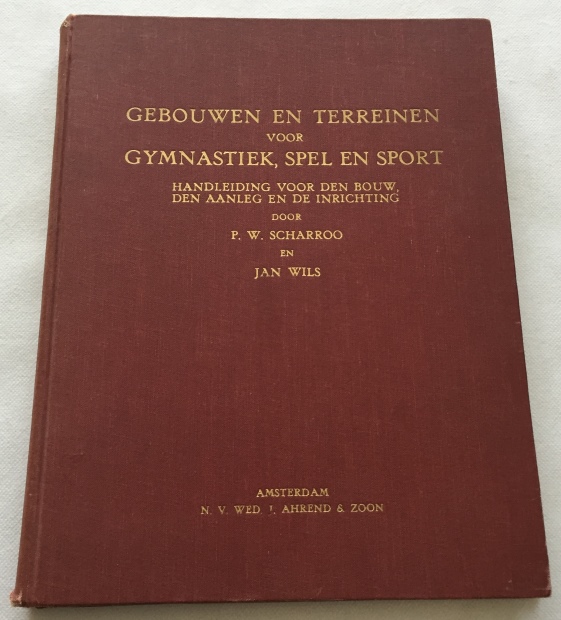 GEBOUWEN EN TERREINEN
VOOR
GYMNASTIEK, SPEL EN SPORT
HANDLEIDING VOOR DEN BOUW,
DEN AANLEG EN DE INRICHTING
DOOR
P. W. SCHARROO
EN
JAN WILS
AMSTERDAM
N. V. WED. J. AHREND & ZOON